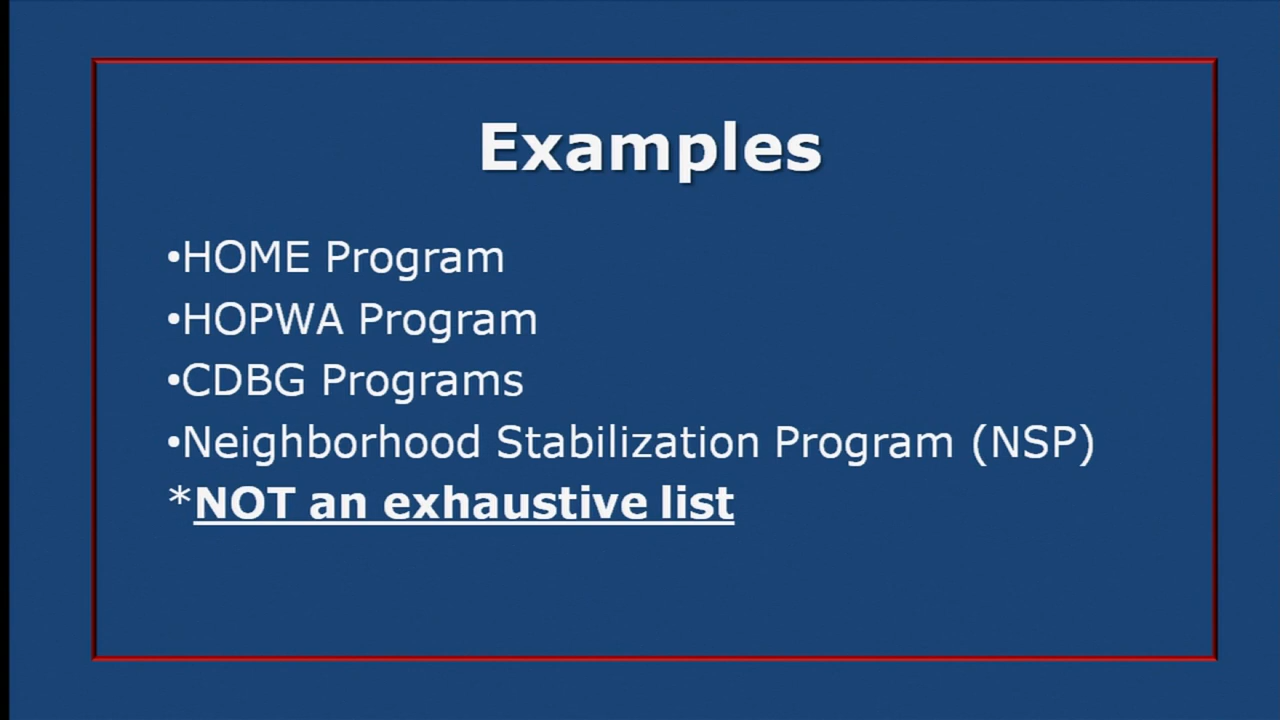 Examples
•HOME Program
•HOPWA Program
•CDBG Programs
•Neighborhood Stabilization Program (NSP)
*NOT an exhaustive list